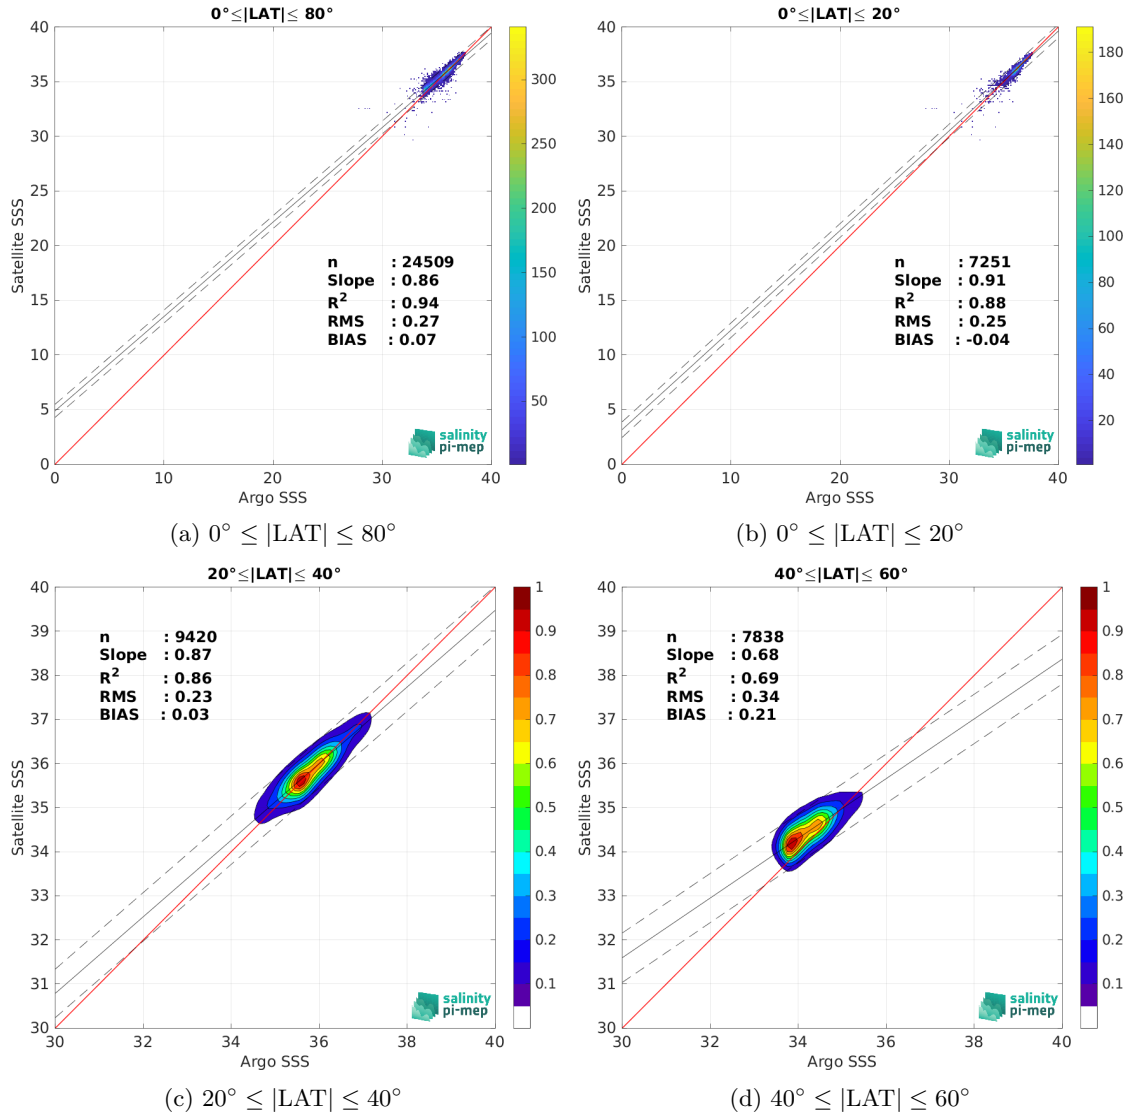 0°≤|LAT|≤ 80°
40
35
30
25
20
15
10
5
0
Satellite SSS
n : 24509
Slope : 0.86
R² : 0.94
RMS : 0.27
BIAS : 0.07
salinity
pi-mep
0 10 20 30 40
Argo SSS
300
250
200
150
100
50
(a) 0° ≤ |LAT| ≤ 80°
0°≤|LAT|≤ 20°
40
35
30
25
20
15
10
5
0
Satellite SSS
n : 7251
Slope : 0.91
R² : 0.88
RMS : 0.25
BIAS : -0.04
salinity
pi-mep
0 10 20 30 40
Argo SSS
180
160
140
120
100
80
60
40
20
(b) 0° ≤ |LAT| ≤ 20°
20°≤|LAT|≤ 40°
40
39
38
37
36
35
34
33
32
31
30
Satellite SSS
n : 9420
Slope : 0.87
R² : 0.86
RMS : 0.23
BIAS : 0.03
salinity
pi-mep
30 32 34 36 38 40
Argo SSS
1
0.9
0.8
0.7
0.6
0.5
0.4
0.3
0.2
0.1
(c) 20° ≤ |LAT| ≤ 40°
40°≤|LAT|≤ 60°
40
39
38
37
36
35
34
33
32
31
30
Satellite SSS
n : 7838
Slope : 0.68
R² : 0.69
RMS : 0.34
BIAS : 0.21
salinity
pi-mep
30 32 34 36 38 40
Argo SSS
1
0.9
0.8
0.7
0.6
0.5
0.4
0.3
0.2
0.1
(d) 40° ≤ |LAT| ≤ 60°